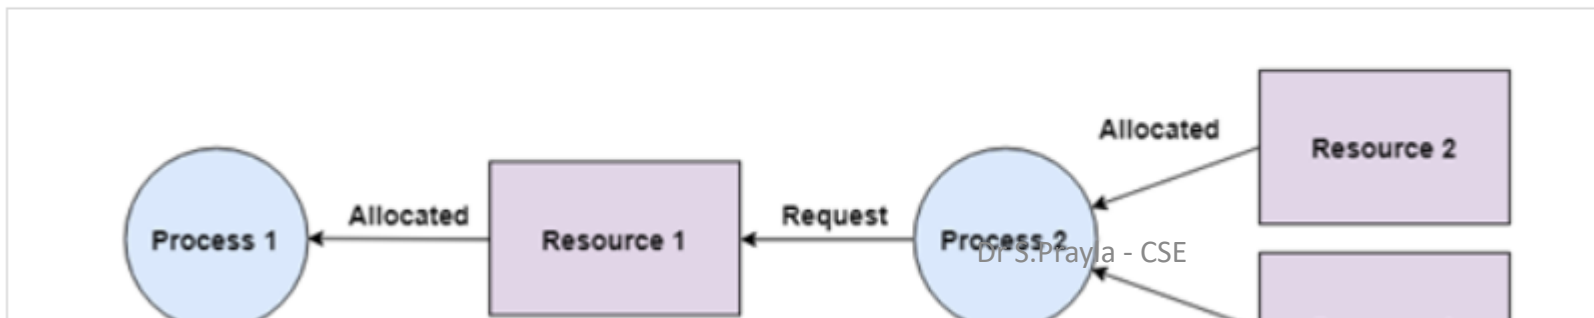 Allocated
Resource 2
Allocated
Request
Process 1
Resource 1
Process 2
Dr S.Prayla - CSE